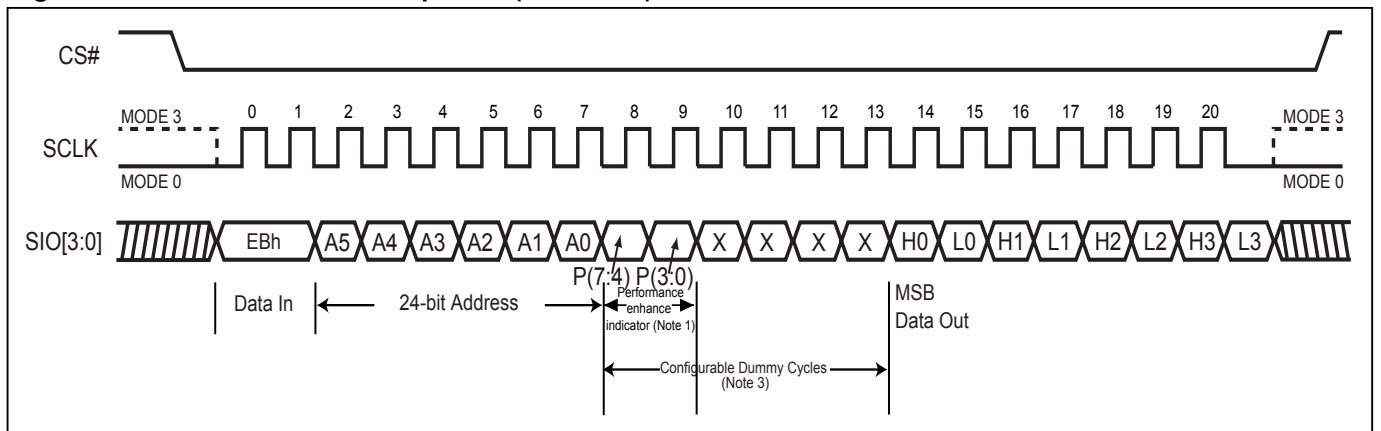 CS#
MODE 3 0 1 2 3 4 5 6 7 8 9 10 11 12 13 14 15 16 17 18 19 20 MODE 3
SCLK
MODE 0 MODE 0
SIO[3:0] EBh A5 A4 A3 A2 A1 A0 X X X X H0 L0 H1 L1 H2 L2 H3 L3
P(7:4) P(3:0)
Data In 24-bit Address Performance enhance indicator (Note 1) MSB
Data Out
Configurable Dummy Cycles
(Note 3)